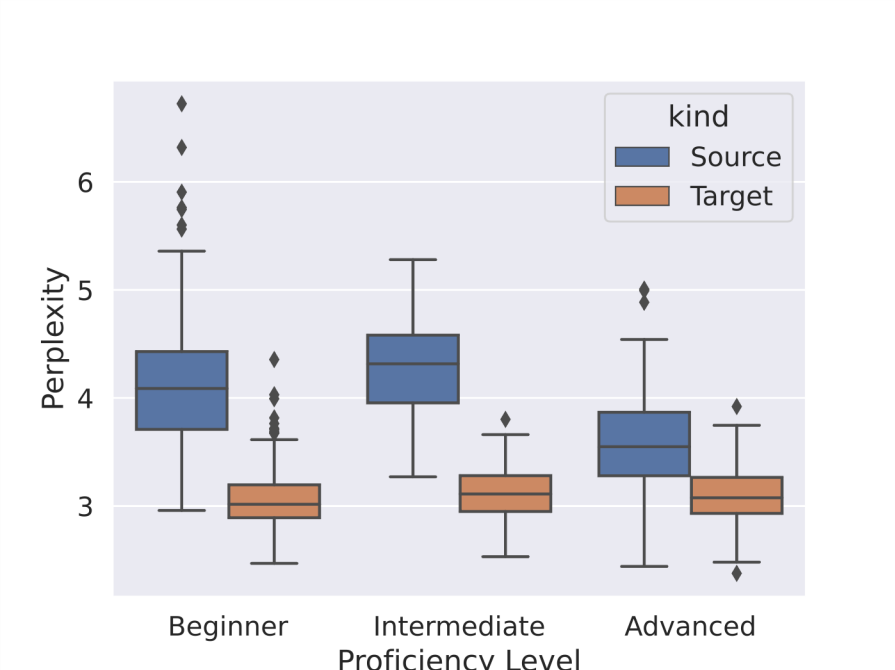 kind
Source
Target
6
5
4
3
Perplexity
Beginner Intermediate Advanced
Proficiency Level